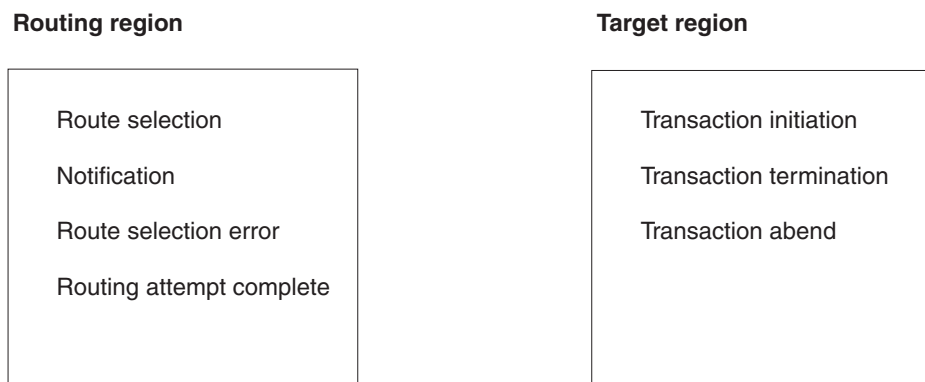 Routing region
Route selection
Notification
Route selection error
Routing attempt complete
Target region
Transaction initiation
Transaction termination
Transaction abend